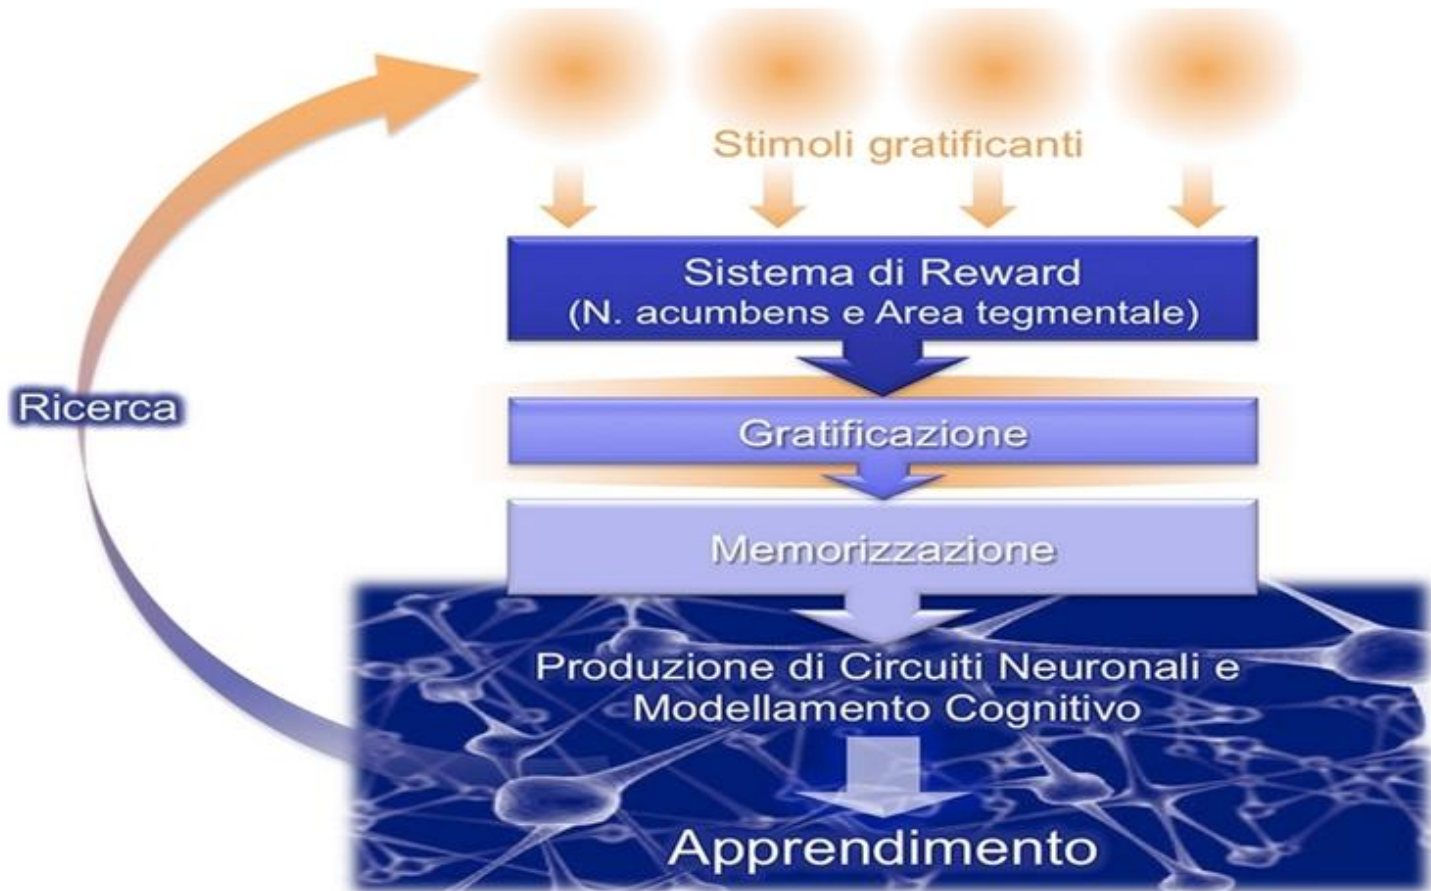 Stimoli gratificanti
Sistema di Reward
(N. acumbens e Area tegmentale)
Ricerca
Gratificazione
Memorizzazione
Produzione di Circuiti Neuronali e
Modellamento Cognitivo
Apprendimento